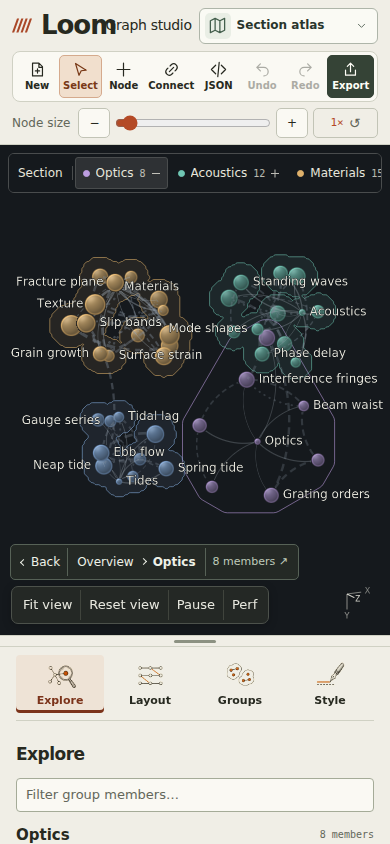 Loom Graph studio
Section atlas
New Select Node Connect JSON Undo Redo Export
Node size − + 1× ↺
Section Optics 8 − Acoustics 12 + Materials 15
Standing waves
Fracture plane
Materials
Texture
Acoustics
Slip bands
Mode shapes
Grain growth
Surface strain
Phase delay
Interference fringes
Beam waist
Tidal lag
Gauge series
Optics
Ebb flow
Neap tide
Spring tide
Tides
Grating orders
‹ Back Overview › Optics 8 members ↗
Fit view Reset view Pause Perf
X
Z
Y
Explore Layout Groups Style
Explore
Filter group members...
Optics 8 members